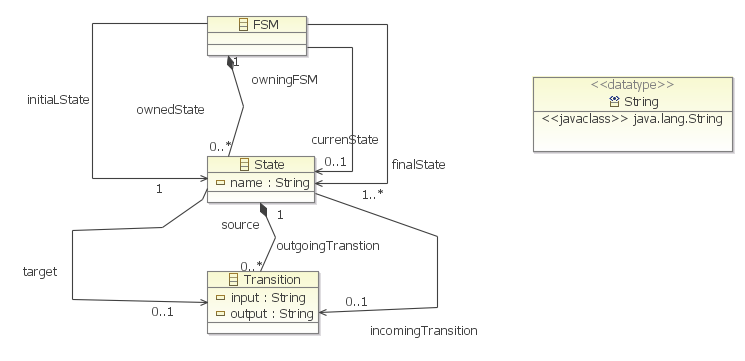 FSM
1
owningFSM
initiaLState
ownedState
currenState
0..*
0..1
State
finalState
name : String
1
1..*
1
source
outgoingTranstion
0..*
target
Transition
input : String
0..1
0..1
output : String
incomingTransition
<<datatype>>
String
<<javaclass>> java.lang.String